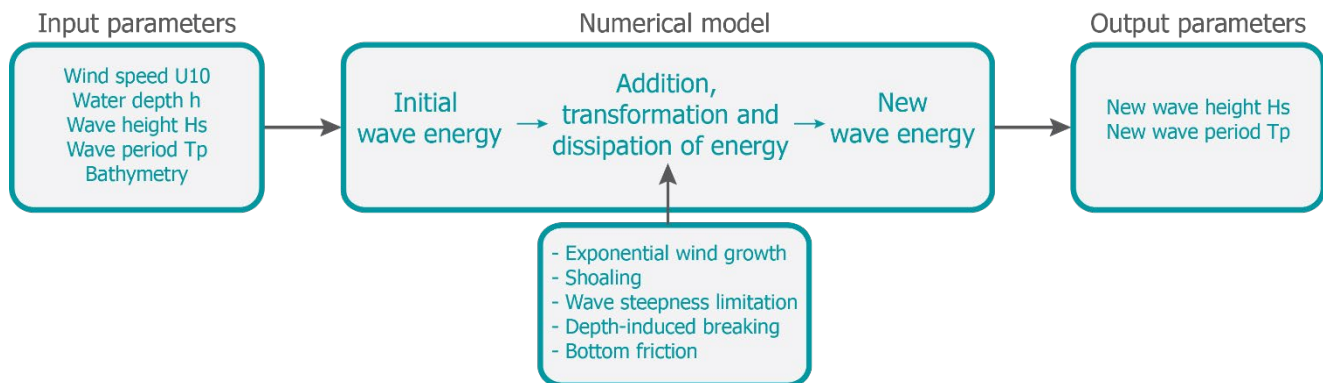 Input parameters
Wind speed U10
Water depth h
Wave height Hs
Wave period Tp
Bathymetry
Numerical model
Initial
wave energy
Addition,
transformation and
dissipation of energy
New
wave energy
- Exponential wind growth
- Shoaling
- Wave steepness limitation
- Depth-induced breaking
- Bottom friction
Output parameters
New wave height Hs
New wave period Tp